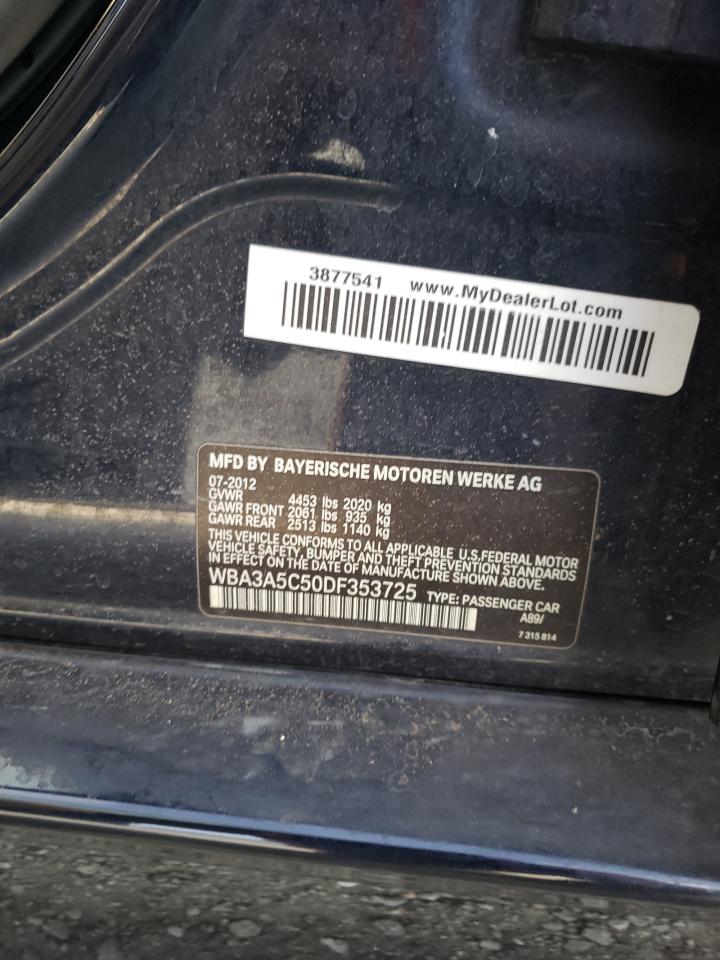 3877541 www.MyDealerLot.com
MFD BY BAYERISCHE MOTOREN WERKE AG
07-2012
GVWR 4453 lbs 2020 kg
GAWR FRONT 2061 lbs 935 kg
GAWR REAR 2513 lbs 1140 kg
THIS VEHICLE CONFORMS TO ALL APPLICABLE U.S.FEDERAL MOTOR
VEHICLE SAFETY, BUMPER AND THEFT PREVENTION STANDARDS
IN EFFECT ON THE DATE OF MANUFACTURE SHOWN ABOVE.
WBA3A5C50DF353725 TYPE: PASSENGER CAR
A89/
7 315 814